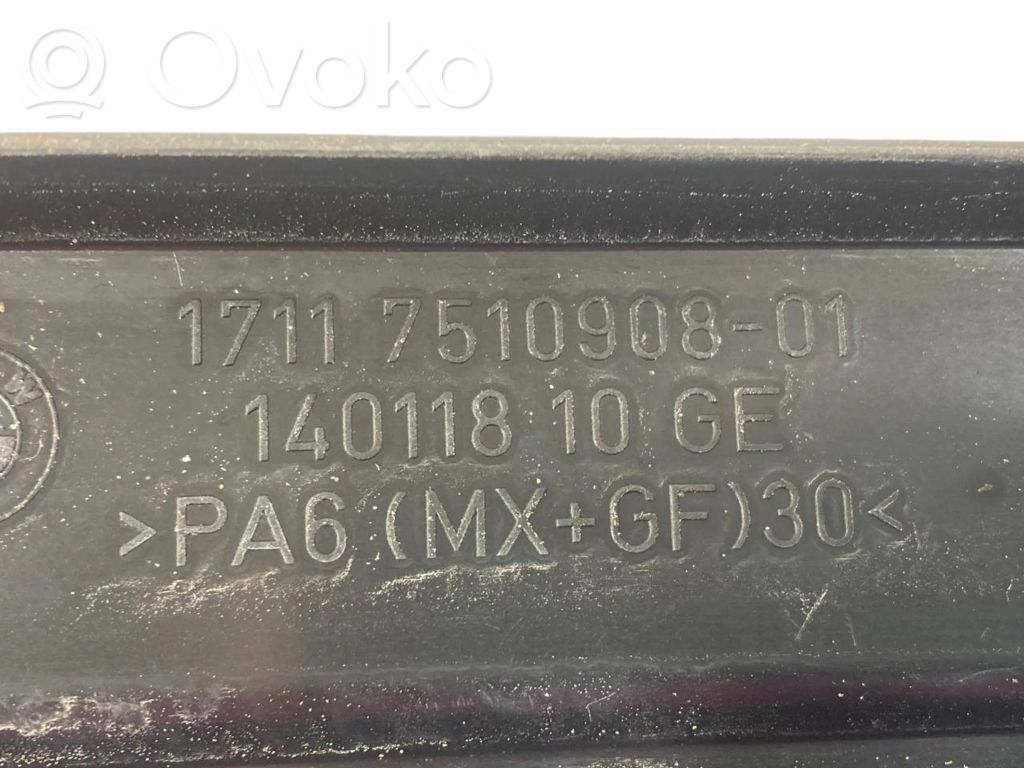 Ovoko
1711 7510908-01
140118 10 GE
>PA6 (MX+GF)30<